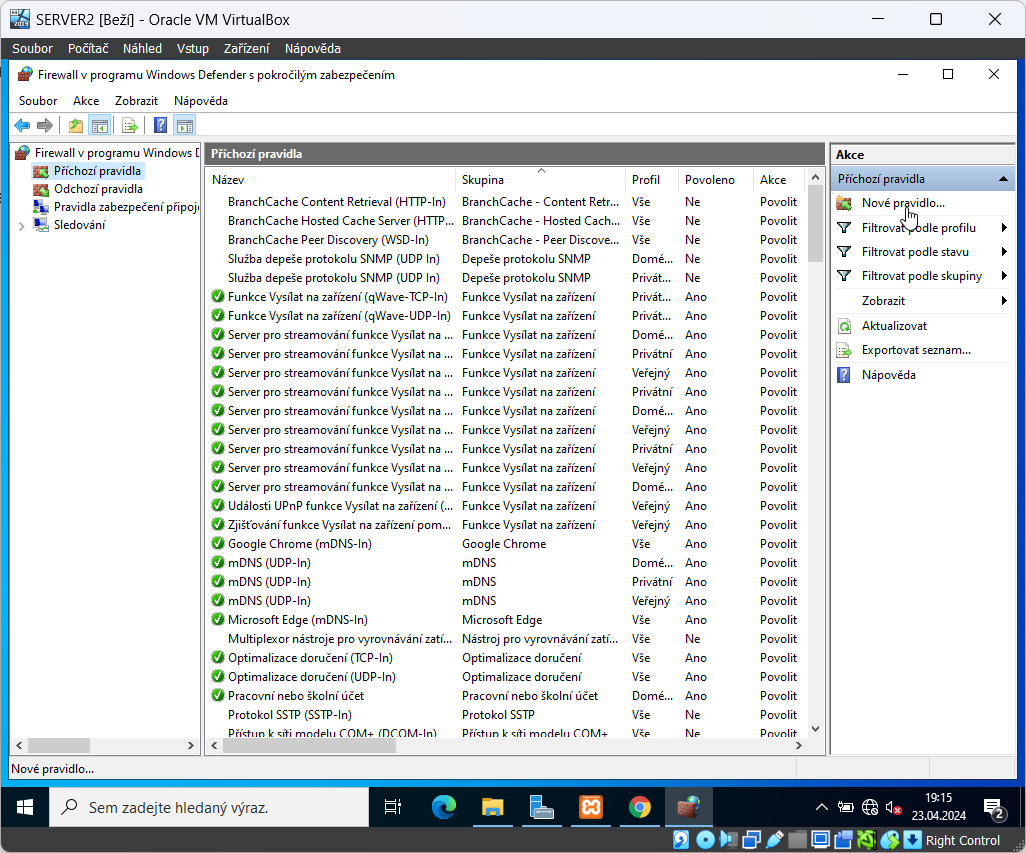 SERVER2 [Beží] - Oracle VM VirtualBox
Soubor Počítač Náhled Vstup Zařízení Nápověda
Firewall v programu Windows Defender s pokročilým zabezpečením
Soubor Akce Zobrazit Nápověda
Firewall v programu Windows D
Příchozí pravidla
Odchozí pravidla
Pravidla zabezpečení připoj
Sledování
Příchozí pravidla
Název Skupina Profil Povoleno Akce
BranchCache Content Retrieval (HTTP-In) BranchCache - Content Retr... Vše Ne Povolit
BranchCache Hosted Cache Server (HTTP... BranchCache - Hosted Cach... Vše Ne Povolit
BranchCache Peer Discovery (WSD-In) BranchCache - Peer Discove... Vše Ne Povolit
Služba depeše protokolu SNMP (UDP In) Depeše protokolu SNMP Domé... Ne Povolit
Služba depeše protokolu SNMP (UDP In) Depeše protokolu SNMP Privát... Ne Povolit
Funkce Vysílat na zařízení (qWave-TCP-In) Funkce Vysílat na zařízení Privát... Ano Povolit
Funkce Vysílat na zařízení (qWave-UDP-In) Funkce Vysílat na zařízení Privát... Ano Povolit
Server pro streamování funkce Vysílat na ... Funkce Vysílat na zařízení Domé... Ano Povolit
Server pro streamování funkce Vysílat na ... Funkce Vysílat na zařízení Privátní Ano Povolit
Server pro streamování funkce Vysílat na ... Funkce Vysílat na zařízení Veřejný Ano Povolit
Server pro streamování funkce Vysílat na ... Funkce Vysílat na zařízení Privátní Ano Povolit
Server pro streamování funkce Vysílat na ... Funkce Vysílat na zařízení Domé... Ano Povolit
Server pro streamování funkce Vysílat na ... Funkce Vysílat na zařízení Veřejný Ano Povolit
Server pro streamování funkce Vysílat na ... Funkce Vysílat na zařízení Privátní Ano Povolit
Server pro streamování funkce Vysílat na ... Funkce Vysílat na zařízení Veřejný Ano Povolit
Server pro streamování funkce Vysílat na ... Funkce Vysílat na zařízení Domé... Ano Povolit
Události UPnP funkce Vysílat na zařízení (... Funkce Vysílat na zařízení Veřejný Ano Povolit
Zjišťování funkce Vysílat na zařízení pom... Funkce Vysílat na zařízení Veřejný Ano Povolit
Google Chrome (mDNS-In) Google Chrome Vše Ano Povolit
mDNS (UDP-In) mDNS Domé... Ano Povolit
mDNS (UDP-In) mDNS Privátní Ano Povolit
mDNS (UDP-In) mDNS Veřejný Ano Povolit
Microsoft Edge (mDNS-In) Microsoft Edge Vše Ano Povolit
Multiplexor nástroje pro vyrovnávání zatí... Nástroj pro vyrovnávání zatí... Vše Ne Povolit
Optimalizace doručení (TCP-In) Optimalizace doručení Vše Ano Povolit
Optimalizace doručení (UDP-In) Optimalizace doručení Vše Ano Povolit
Pracovní nebo školní účet Pracovní nebo školní účet Domé... Ano Povolit
Protokol SSTP (SSTP-In) Protokol SSTP Vše Ne Povolit
Přístup k síti modelu COM+ (DCOM-In) Přístup k síti modelu COM+ Vše Ne Povolit
Akce
Příchozí pravidla
Nové pravidlo...
Filtrovat podle profilu
Filtrovat podle stavu
Filtrovat podle skupiny
Zobrazit
Aktualizovat
Exportovat seznam...
Nápověda
Nové pravidlo...
Sem zadejte hledaný výraz.
19:15
23.04.2024
2
Right Control